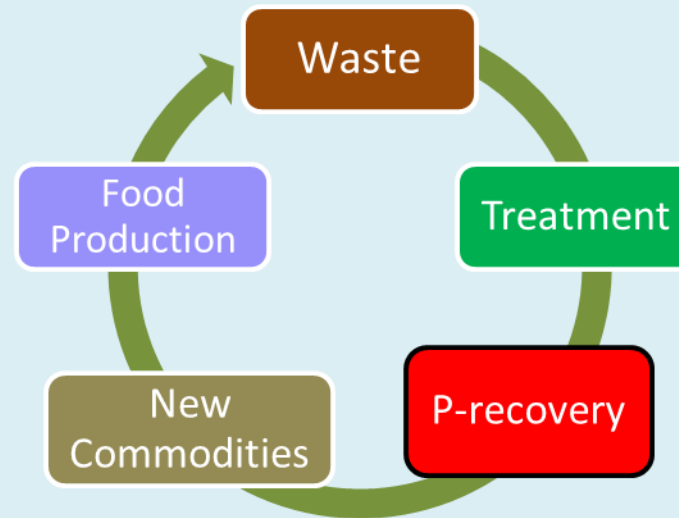 Waste
Treatment
P-recovery
New
Commodities
Food
Production